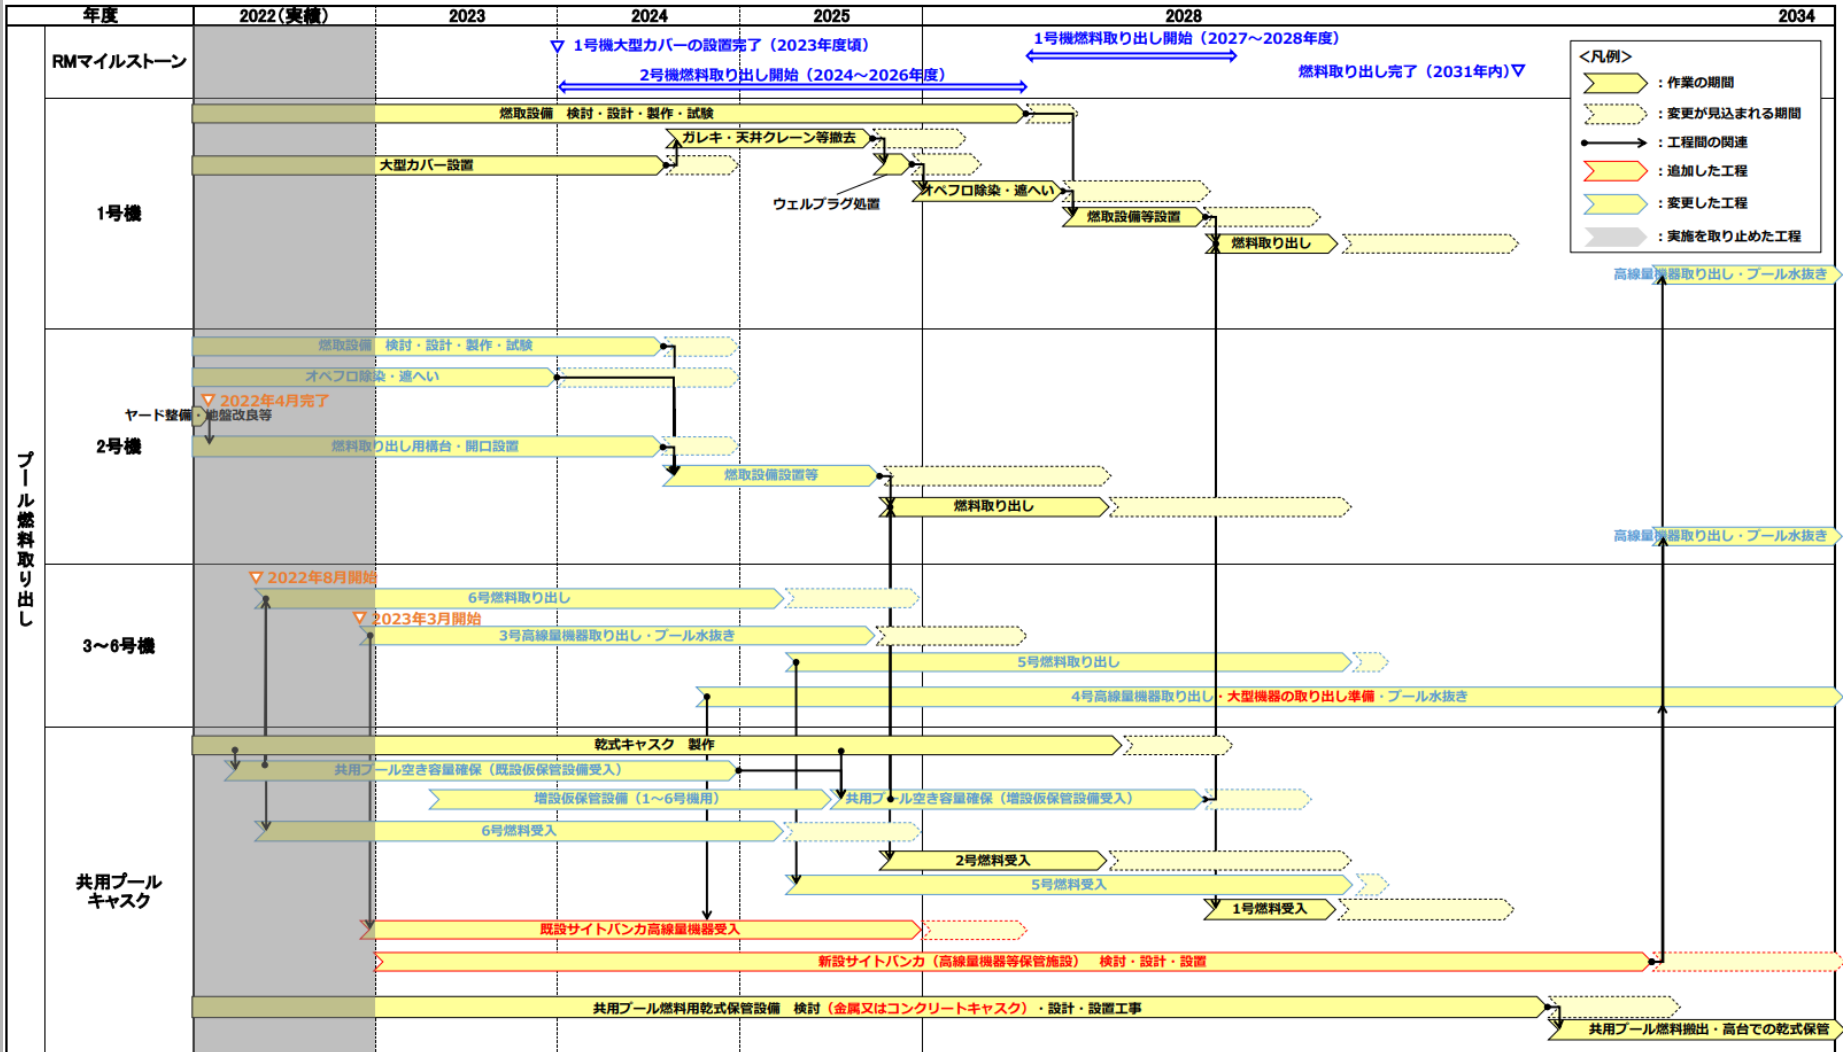 年度 2022(実績) 2023 2024 2025 2028 2034
プール燃料取り出し
RMマイルストーン
1号機大型カバーの設置完了（2023年度頃）
1号機燃料取り出し開始（2027～2028年度）
2号機燃料取り出し開始（2024～2026年度）
燃料取り出し完了（2031年内）
<凡例>
：作業の期間
：変更が見込まれる期間
：工程間の関連
：追加した工程
：変更した工程
：実施を取り止めた工程
1号機
燃取設備　検討・設計・製作・試験
ガレキ・天井クレーン等撤去
大型カバー設置
ウェルプラグ処置
オペフロ除染・遮へい
燃取設備等設置
燃料取り出し
高線量機器取り出し・プール水抜き
2号機
燃取設備　検討・設計・製作・試験
オペフロ除染・遮へい
2022年4月完了
ヤード整備・地盤改良等
燃料取り出し用構台・開口設置
燃取設備設置等
燃料取り出し
高線量機器取り出し・プール水抜き
3～6号機
2022年8月開始
6号燃料取り出し
2023年3月開始
3号高線量機器取り出し・プール水抜き
5号燃料取り出し
4号高線量機器取り出し・大型機器の取り出し準備・プール水抜き
共用プール
キャスク
乾式キャスク　製作
共用プール空き容量確保（既設仮保管設備受入）
増設仮保管設備（1～6号機用）
共用プール空き容量確保（増設仮保管設備受入）
6号燃料受入
2号燃料受入
5号燃料受入
1号燃料受入
既設サイトバンカ高線量機器受入
新設サイトバンカ（高線量機器等保管施設）　検討・設計・設置
共用プール燃料用乾式保管設備　検討（金属又はコンクリートキャスク）・設計・設置工事
共用プール燃料搬出・高台での乾式保管